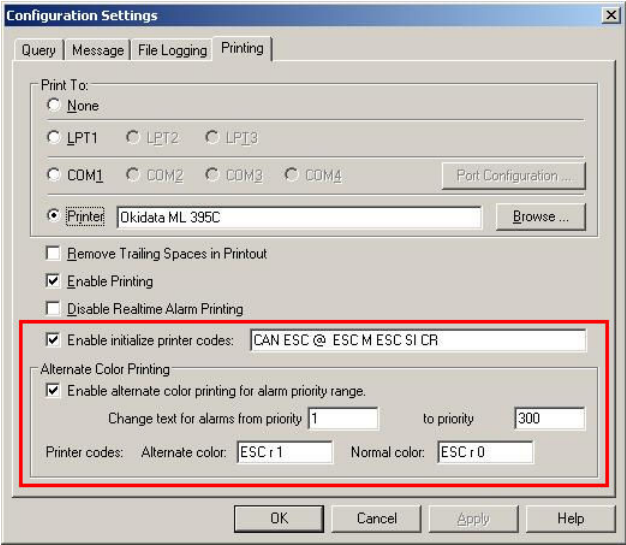 Configuration Settings
Query Message File Logging Printing
Print To:
None
LPT1 LPT2 LPT3
COM1 COM2 COM3 COM4 Port Configuration ...
Printer Okidata ML 395C Browse ...
Remove Trailing Spaces in Printout
Enable Printing
Disable Realtime Alarm Printing
Enable initialize printer codes: CAN ESC @ ESC M ESC SI CR
Alternate Color Printing
Enable alternate color printing for alarm priority range.
Change text for alarms from priority 1 to priority 300
Printer codes: Alternate color: ESC r 1 Normal color: ESC r 0
OK Cancel Apply Help